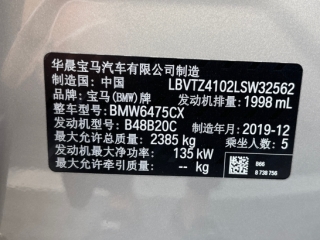 华晨宝马汽车有限公司制造
制造国：中国 LBVTZ4102LSW32562
品牌：宝马(BMW)牌 发动机排量：1998 mL
整车型号：BMW6475CX
发动机型号：B48B20C 制造年月：2019-12
最大允许总质量：2385 kg 乘坐人数：5
发动机最大净功率：135 kW
最大允许牵引质量：-- kg
866
8 738 756